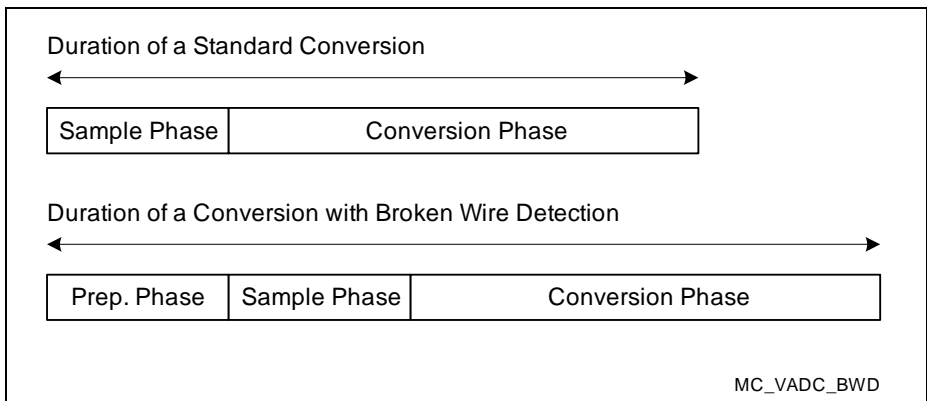 Duration of a Standard Conversion
Sample Phase Conversion Phase
Duration of a Conversion with Broken Wire Detection
Prep. Phase Sample Phase Conversion Phase
MC_VADC_BWD